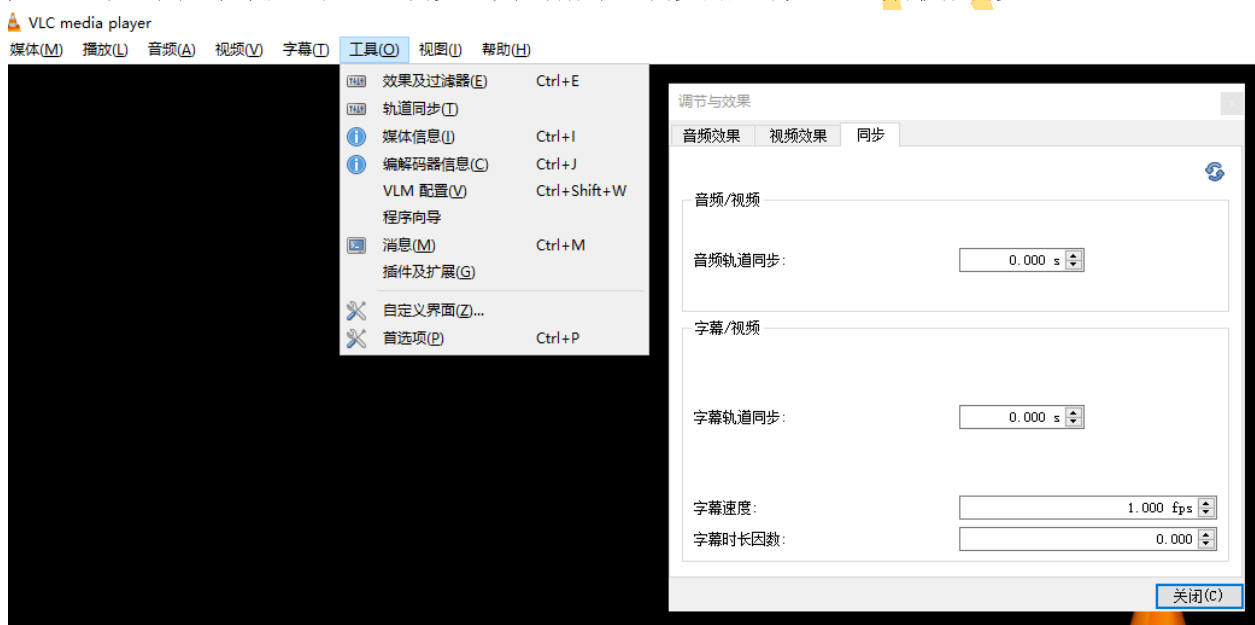 VLC media player
媒体(M) 播放(L) 音频(A) 视频(V) 字幕(T) 工具(O) 视图(I) 帮助(H)
效果及过滤器(E) Ctrl+E
轨道同步(T)
媒体信息(I) Ctrl+I
编解码器信息(C) Ctrl+J
VLM 配置(V) Ctrl+Shift+W
程序向导
消息(M) Ctrl+M
插件及扩展(G)
自定义界面(Z)...
首选项(P) Ctrl+P
调节与效果
音频效果 视频效果 同步
音频/视频
音频轨道同步: 0.000 s
字幕/视频
字幕轨道同步: 0.000 s
字幕速度: 1.000 fps
字幕时长因数: 0.000
关闭(C)